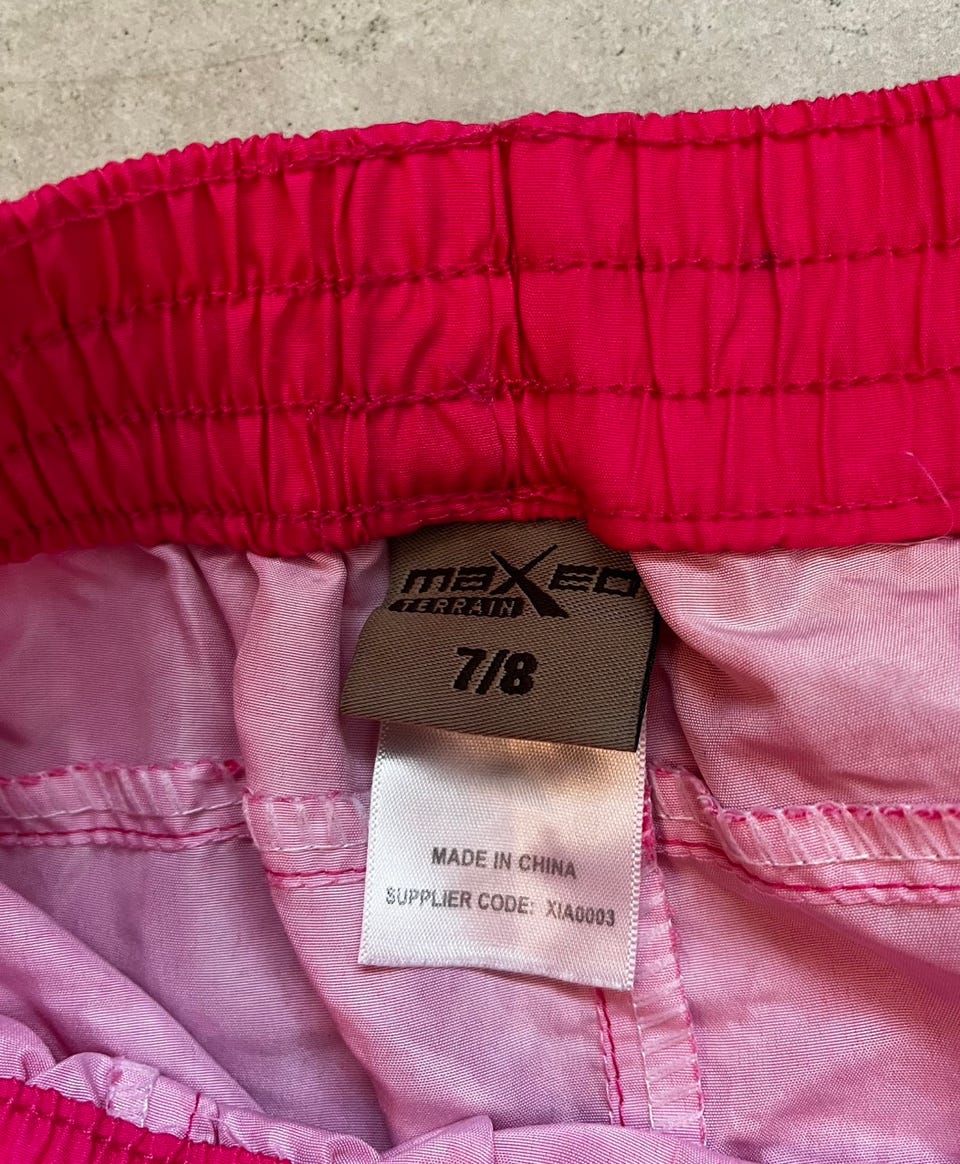 maXed
TERRAIN
7/8
MADE IN CHINA
SUPPLIER CODE: XIA0003